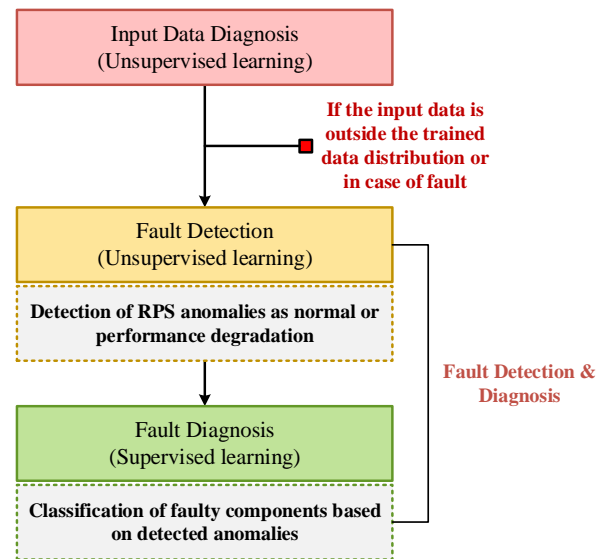 Input Data Diagnosis
(Unsupervised learning)
If the input data is
outside the trained
data distribution or
in case of fault
Fault Detection
(Unsupervised learning)
Detection of RPS anomalies as normal or
performance degradation
Fault Detection &
Diagnosis
Fault Diagnosis
(Supervised learning)
Classification of faulty components based
on detected anomalies